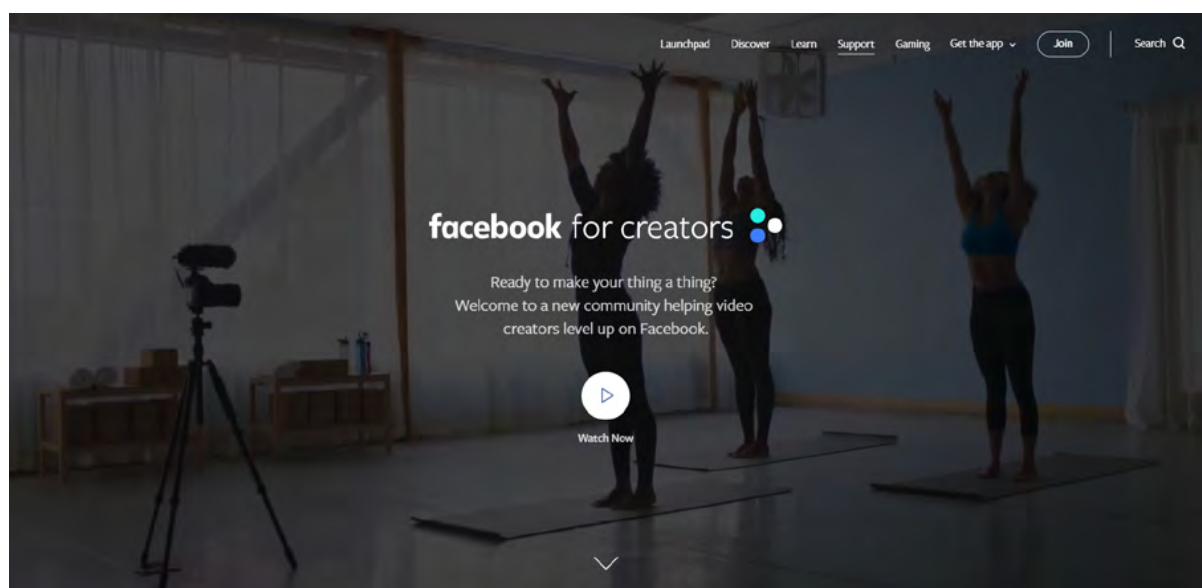 Launchpad Discover Learn Support Gaming Get the app Join Search
facebook for creators
Ready to make your thing a thing?
Welcome to a new community helping video
creators level up on Facebook.
Watch Now